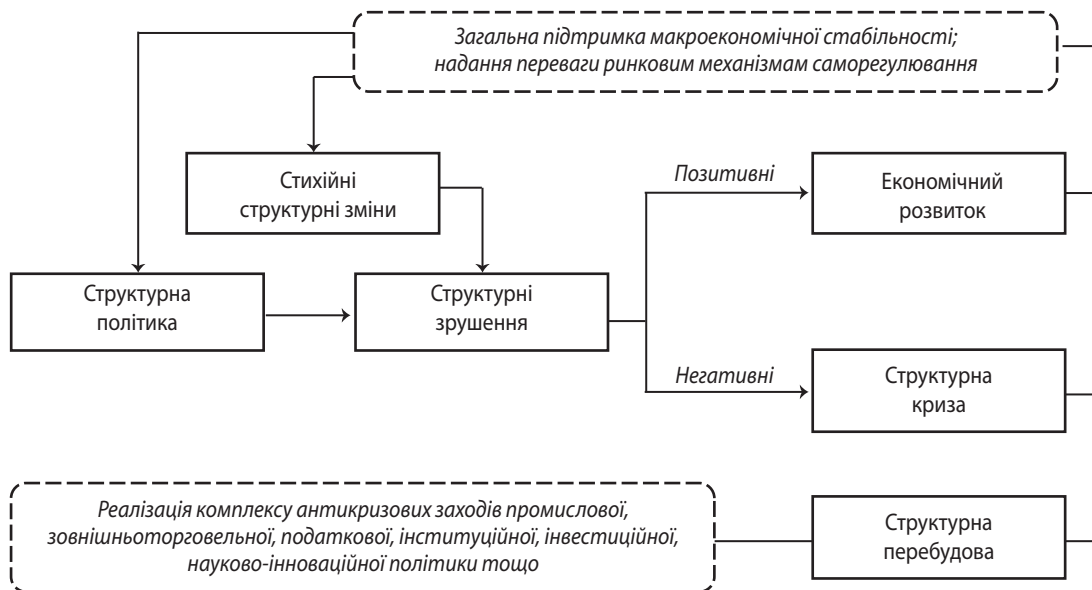 Загальна підтримка макроекономічної стабільності;
надання переваги ринковим механізмам саморегулювання
Стихійні
структурні зміни
Позитивні
Економічний
розвиток
Структурна
політика
Структурні
зрушення
Негативні
Структурна
криза
Реалізація комплексу антикризових заходів промислової,
зовнішньоторговельної, податкової, інституційної, інвестиційної,
науково-інноваційної політики тощо
Структурна
перебудова